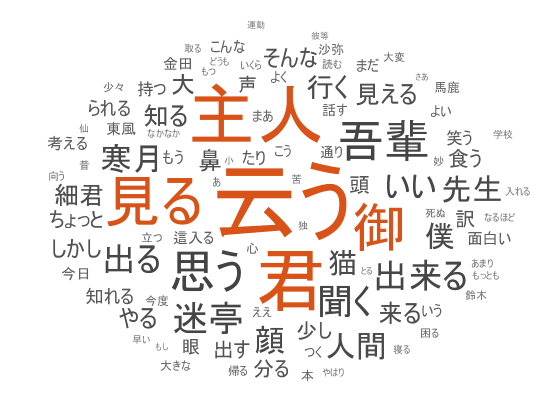 運動
彼等
取る
こんな
そんな
沙弥
金田
どうも
いくら
読む
まだ
大変
もつ
よく
さあ
少々
持つ
大
声
行く
見える
馬鹿
られる
知る
まあ
主人
話す
よい
仙
東風
なかなか
吾輩
笑う
学校
考える
寒月
もう
鼻
小
たり
こう
通り
妙
食う
昔
向う
細君
見る
あ
云う
苦
頭
いい
先生
入れる
ちょっと
独
御
死ぬ
訳
なるほど
立つ
這入る
心
僕
面白い
しかし
出る
思う
君
猫
とる
出来る
あまり
もっとも
今日
知れる
今度
聞く
来る
いう
鈴木
やる
迷亭
ええ
少し
困る
早い
もし
眼
出す
顔
つく
人間
寝る
大きな
帰る
分る
本
やはり